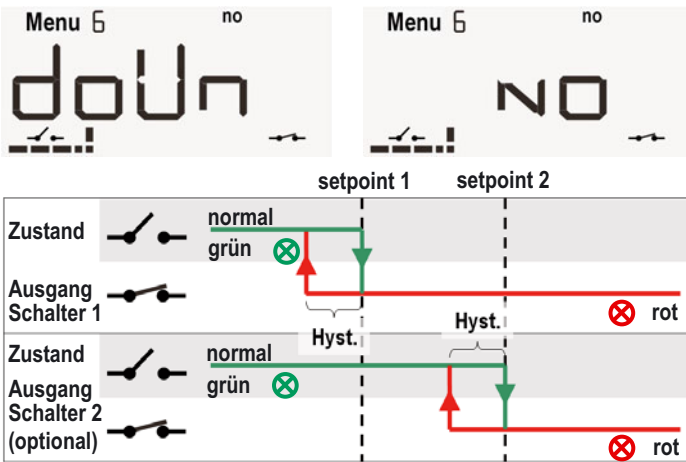 Menu 6 no
doUn
Menu 6 no
NO
setpoint 1 setpoint 2
Zustand
normal
grün
Ausgang
Schalter 1
rot
Hyst.
Hyst.
Zustand
normal
grün
Ausgang
Schalter 2
(optional)
rot